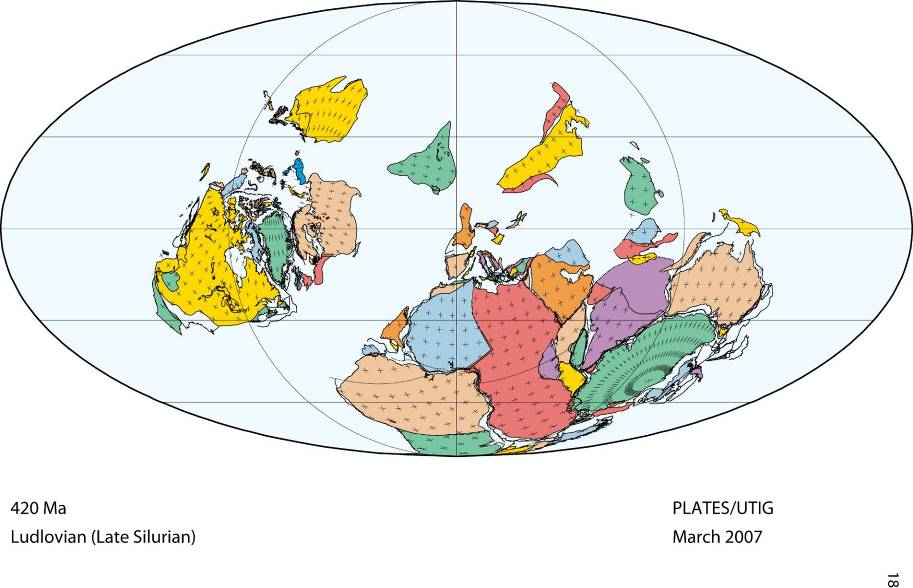 420 Ma
Ludlovian (Late Silurian)
PLATES/UTIG
March 2007
18